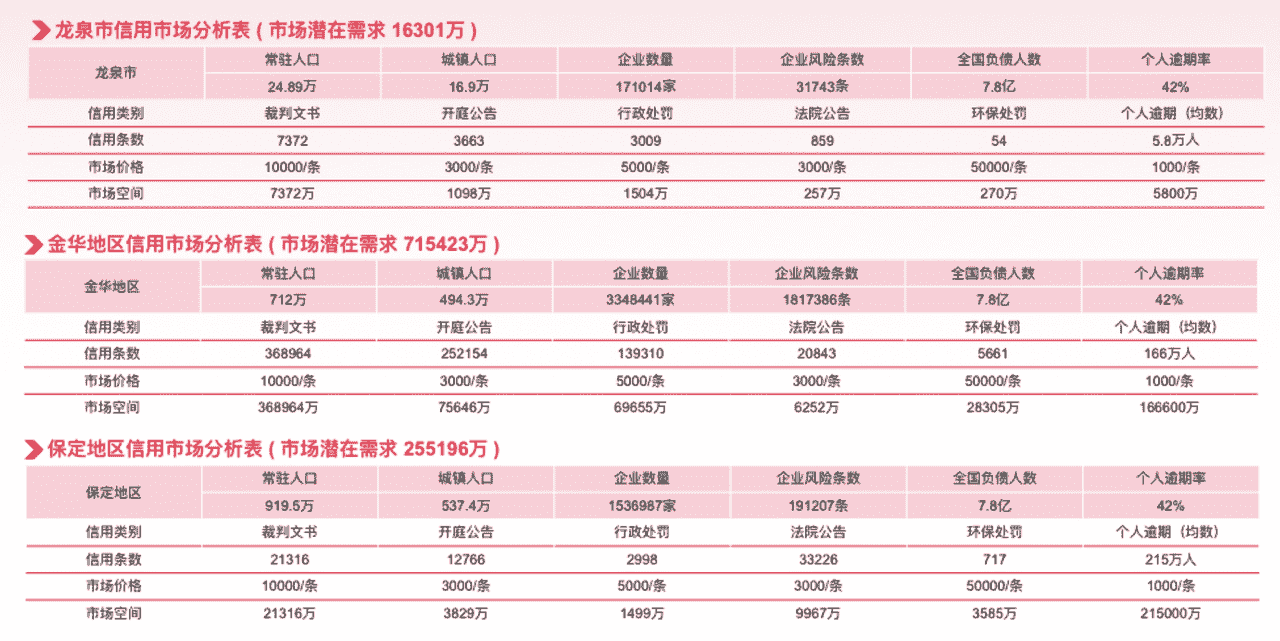 龙泉市信用市场分析表 ( 市场潜在需求 16301万 )
龙泉市 常驻人口 城镇人口 企业数量 企业风险条数 全国负债人数 个人逾期率
24.89万 16.9万 171014家 31743条 7.8亿 42%
信用类别 裁判文书 开庭公告 行政处罚 法院公告 环保处罚 个人逾期（均数）
信用条数 7372 3663 3009 859 54 5.8万人
市场价格 10000/条 3000/条 5000/条 3000/条 50000/条 1000/条
市场空间 7372万 1098万 1504万 257万 270万 5800万
金华地区信用市场分析表 ( 市场潜在需求 715423万 )
金华地区 常驻人口 城镇人口 企业数量 企业风险条数 全国负债人数 个人逾期率
712万 494.3万 3348441家 1817386条 7.8亿 42%
信用类别 裁判文书 开庭公告 行政处罚 法院公告 环保处罚 个人逾期（均数）
信用条数 368964 252154 139310 20843 5661 166万人
市场价格 10000/条 3000/条 5000/条 3000/条 50000/条 1000/条
市场空间 368964万 75646万 69655万 6252万 28305万 166600万
保定地区信用市场分析表 ( 市场潜在需求 255196万 )
保定地区 常驻人口 城镇人口 企业数量 企业风险条数 全国负债人数 个人逾期率
919.5万 537.4万 1536987家 191207条 7.8亿 42%
信用类别 裁判文书 开庭公告 行政处罚 法院公告 环保处罚 个人逾期（均数）
信用条数 21316 12766 2998 33226 717 215万人
市场价格 10000/条 3000/条 5000/条 3000/条 50000/条 1000/条
市场空间 21316万 3829万 1499万 9967万 3585万 215000万